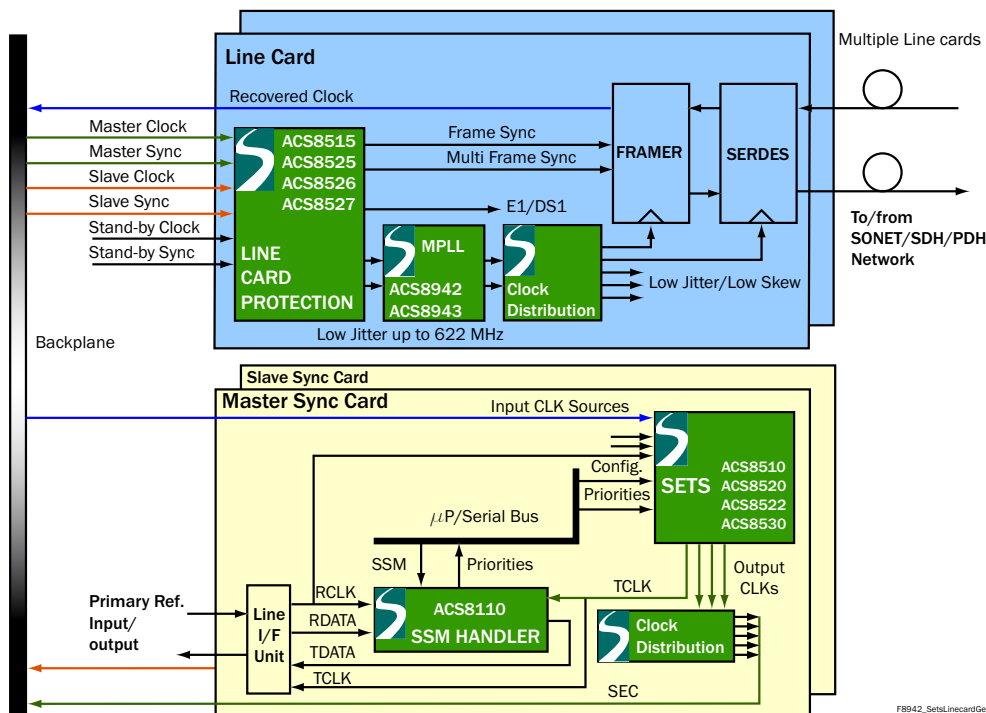 Line Card
Multiple Line cards
Recovered Clock
Master Clock
Master Sync
Slave Clock
Slave Sync
Stand-by Clock
Stand-by Sync
ACS8515
ACS8525
ACS8526
ACS8527
LINE
CARD
PROTECTION
Frame Sync
Multi Frame Sync
E1/DS1
FRAMER
SERDES
MPLL
ACS8942
ACS8943
Clock
Distribution
Low Jitter/Low Skew
Low Jitter up to 622 MHz
To/from
SONET/SDH/PDH
Network
Backplane
Slave Sync Card
Master Sync Card
Input CLK Sources
Config.
Priorities
SETS
ACS8510
ACS8520
ACS8522
ACS8530
μP/Serial Bus
SSM
Priorities
Output
CLKs
TCLK
Primary Ref.
Input/
output
Line
I/F
Unit
RCLK
RDATA
TDATA
TCLK
ACS8110
SSM HANDLER
Clock
Distribution
SEC
F8942_SetsLinecardGe